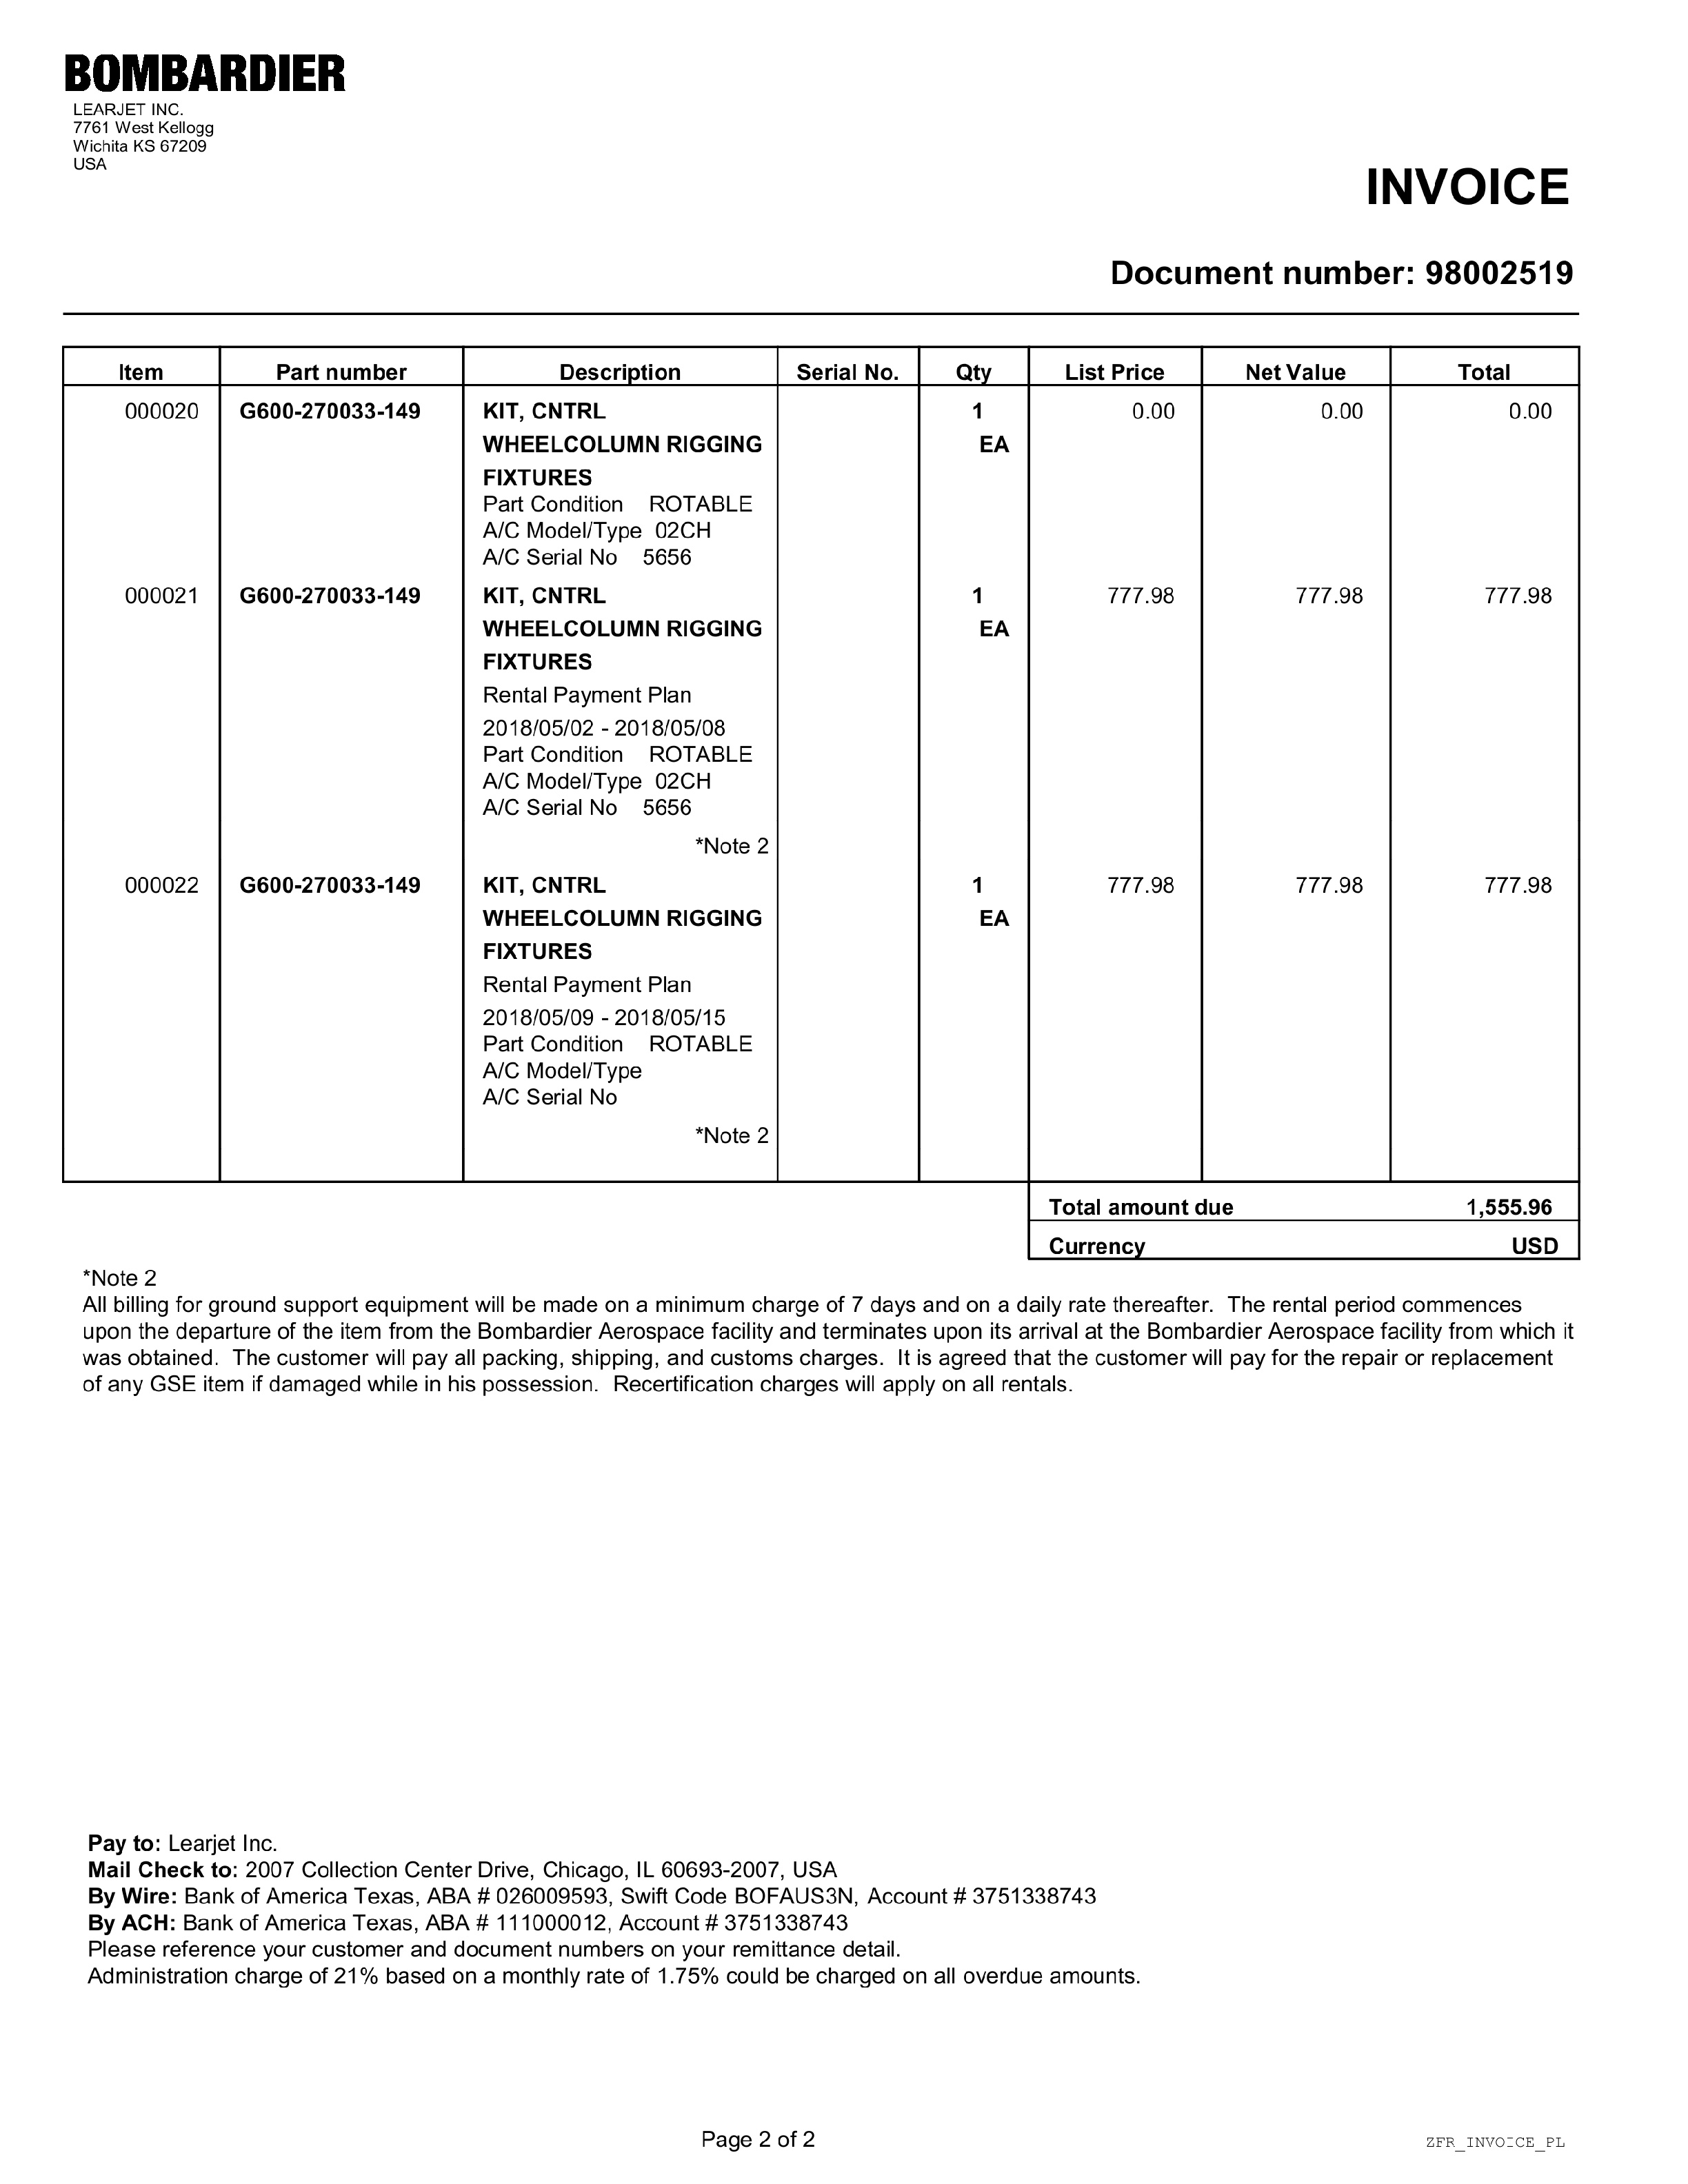 BOMBARDIER
LEARJET INC.
7761 West Kellogg
Wichita KS 67209
USA
INVOICE
Document number: 98002519
Item Part number Description Serial No. Qty List Price Net Value Total
000020 G600-270033-149 KIT, CNTRL 1 0.00 0.00 0.00
WHEELCOLUMN RIGGING EA
FIXTURES
Part Condition ROTABLE
A/C Model/Type 02CH
A/C Serial No 5656
000021 G600-270033-149 KIT, CNTRL 1 777.98 777.98 777.98
WHEELCOLUMN RIGGING EA
FIXTURES
Rental Payment Plan
2018/05/02 - 2018/05/08
Part Condition ROTABLE
A/C Model/Type 02CH
A/C Serial No 5656
*Note 2
000022 G600-270033-149 KIT, CNTRL 1 777.98 777.98 777.98
WHEELCOLUMN RIGGING EA
FIXTURES
Rental Payment Plan
2018/05/09 - 2018/05/15
Part Condition ROTABLE
A/C Model/Type
A/C Serial No
*Note 2
Total amount due 1,555.96
Currency USD
*Note 2
All billing for ground support equipment will be made on a minimum charge of 7 days and on a daily rate thereafter. The rental period commences
upon the departure of the item from the Bombardier Aerospace facility and terminates upon its arrival at the Bombardier Aerospace facility from which it
was obtained. The customer will pay all packing, shipping, and customs charges. It is agreed that the customer will pay for the repair or replacement
of any GSE item if damaged while in his possession. Recertification charges will apply on all rentals.
Pay to: Learjet Inc.
Mail Check to: 2007 Collection Center Drive, Chicago, IL 60693-2007, USA
By Wire: Bank of America Texas, ABA # 026009593, Swift Code BOFAUS3N, Account # 3751338743
By ACH: Bank of America Texas, ABA # 111000012, Account # 3751338743
Please reference your customer and document numbers on your remittance detail.
Administration charge of 21% based on a monthly rate of 1.75% could be charged on all overdue amounts.
Page 2 of 2
ZFR_INVOICE_PL